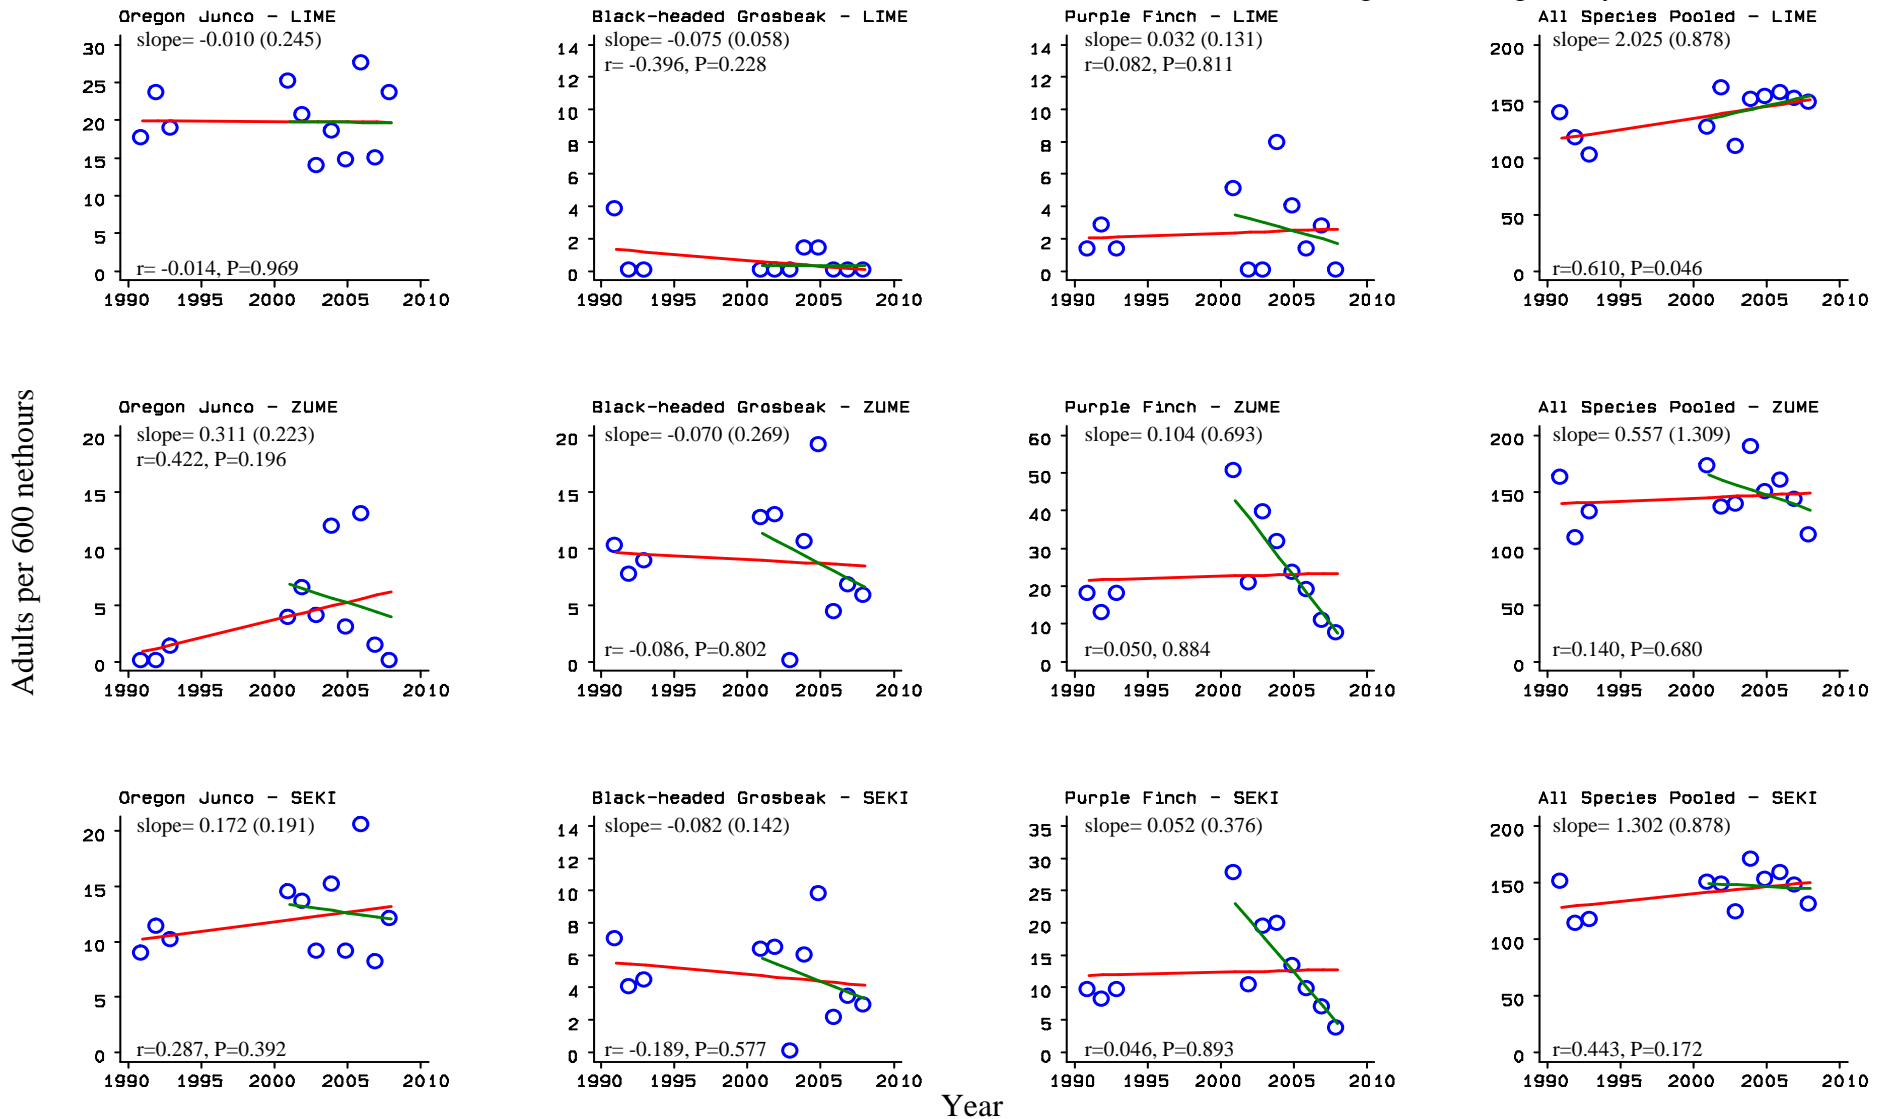 Oregon Junco - LIME
slope= -0.010 (0.245)
30
25
20
15
10
5
0
r= -0.014, P=0.969
1990 1995 2000 2005 2010
Black-headed Grosbeak - LIME
slope= -0.075 (0.058)
r= -0.396, P=0.228
14
12
10
8
6
4
2
0
1990 1995 2000 2005 2010
Purple Finch - LIME
slope= 0.032 (0.131)
r=0.082, P=0.811
14
12
10
8
6
4
2
0
1990 1995 2000 2005 2010
All Species Pooled - LIME
slope= 2.025 (0.878)
200
150
100
50
0
r=0.610, P=0.046
1990 1995 2000 2005 2010
Adults per 600 nethours
Oregon Junco - ZUME
slope= 0.311 (0.223)
r=0.422, P=0.196
20
15
10
5
0
1990 1995 2000 2005 2010
Black-headed Grosbeak - ZUME
slope= -0.070 (0.269)
20
15
10
5
0
r= -0.086, P=0.802
1990 1995 2000 2005 2010
Purple Finch - ZUME
slope= 0.104 (0.693)
60
50
40
30
20
10
0
r=0.050, 0.884
1990 1995 2000 2005 2010
All Species Pooled - ZUME
slope= 0.557 (1.309)
200
150
100
50
0
r=0.140, P=0.680
1990 1995 2000 2005 2010
Oregon Junco - SEKI
slope= 0.172 (0.191)
20
15
10
5
0
r=0.287, P=0.392
1990 1995 2000 2005 2010
Black-headed Grosbeak - SEKI
slope= -0.082 (0.142)
14
12
10
8
6
4
2
0
r= -0.189, P=0.577
1990 1995 2000 2005 2010
Purple Finch - SEKI
slope= 0.052 (0.376)
35
30
25
20
15
10
5
0
r=0.046, P=0.893
1990 1995 2000 2005 2010
All Species Pooled - SEKI
slope= 1.302 (0.878)
200
150
100
50
0
r=0.443, P=0.172
1990 1995 2000 2005 2010
Year